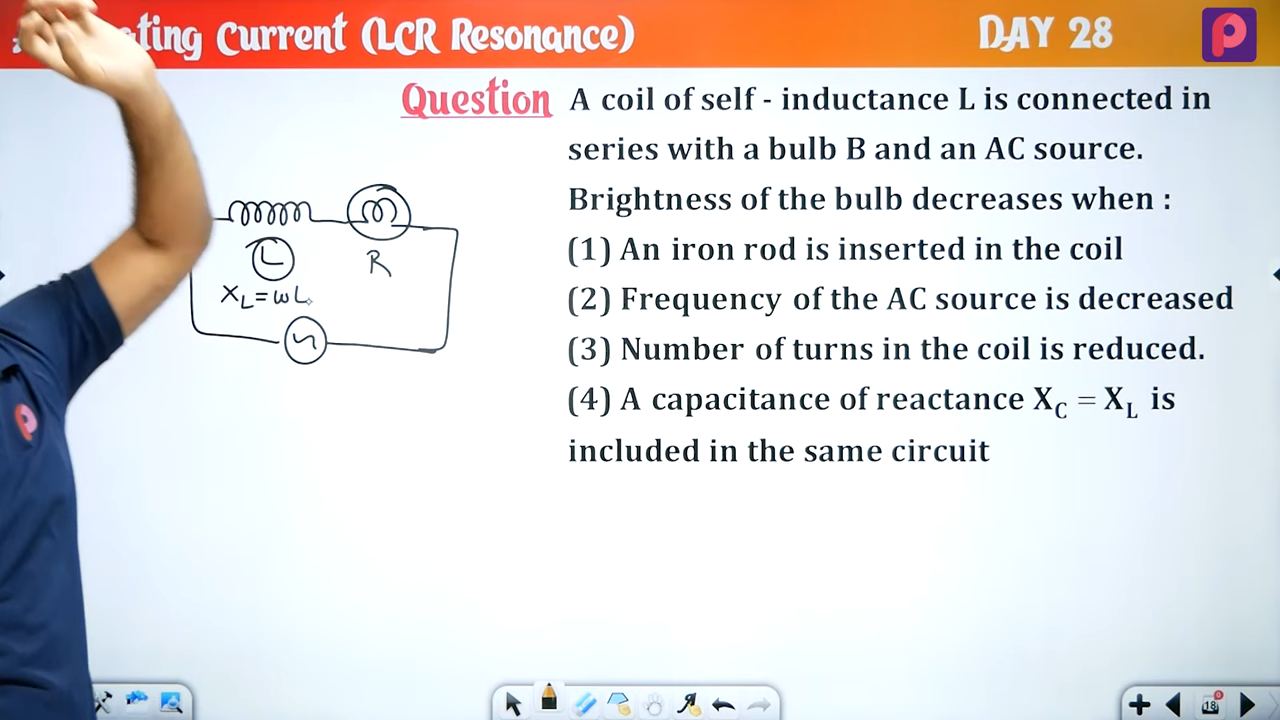 ating Current (LCR Resonance)
DAY 28
Question
A coil of self - inductance L is connected in
series with a bulb B and an AC source.
Brightness of the bulb decreases when :
(1) An iron rod is inserted in the coil
(2) Frequency of the AC source is decreased
(3) Number of turns in the coil is reduced.
(4) A capacitance of reactance X_C = X_L is
included in the same circuit
L
R
X_L = ωL
18